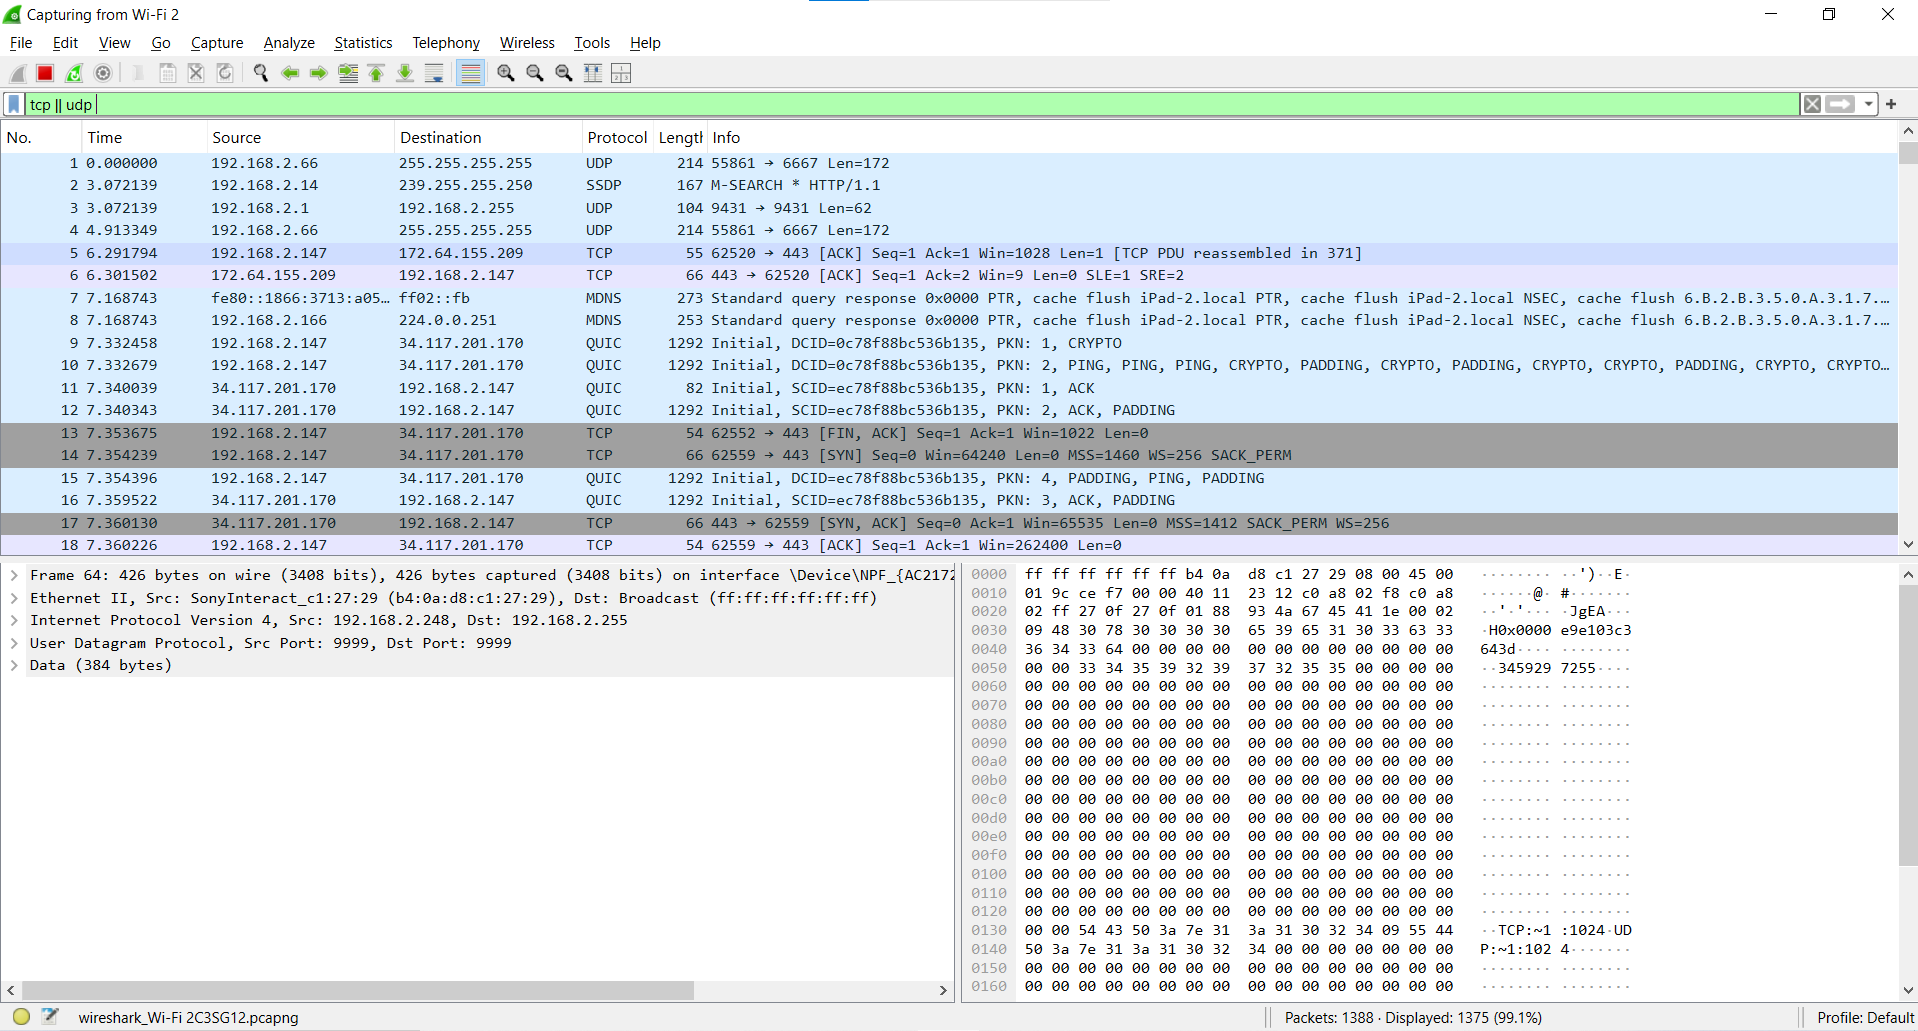 Capturing from Wi-Fi 2
File Edit View Go Capture Analyze Statistics Telephony Wireless Tools Help
tcp || udp
No. Time Source Destination Protocol Length Info
1 0.000000 192.168.2.66 255.255.255.255 UDP 214 55861 → 6667 Len=172
2 3.072139 192.168.2.14 239.255.255.250 SSDP 167 M-SEARCH * HTTP/1.1
3 3.072139 192.168.2.1 192.168.2.255 UDP 104 9431 → 9431 Len=62
4 4.913349 192.168.2.66 255.255.255.255 UDP 214 55861 → 6667 Len=172
5 6.291794 192.168.2.147 172.64.155.209 TCP 55 62520 → 443 [ACK] Seq=1 Ack=1 Win=1028 Len=1 [TCP PDU reassembled in 371]
6 6.301502 172.64.155.209 192.168.2.147 TCP 66 443 → 62520 [ACK] Seq=1 Ack=2 Win=9 Len=0 SLE=1 SRE=2
7 7.168743 fe80::1866:3713:a05… ff02::fb MDNS 273 Standard query response 0x0000 PTR, cache flush iPad-2.local PTR, cache flush iPad-2.local NSEC, cache flush 6.B.2.B.3.5.0.A.3.1.7.…
8 7.168743 192.168.2.166 224.0.0.251 MDNS 253 Standard query response 0x0000 PTR, cache flush iPad-2.local PTR, cache flush iPad-2.local NSEC, cache flush 6.B.2.B.3.5.0.A.3.1.7.…
9 7.332458 192.168.2.147 34.117.201.170 QUIC 1292 Initial, DCID=0c78f88bc536b135, PKN: 1, CRYPTO
10 7.332679 192.168.2.147 34.117.201.170 QUIC 1292 Initial, DCID=0c78f88bc536b135, PKN: 2, PING, PING, PING, CRYPTO, PADDING, CRYPTO, PADDING, CRYPTO, CRYPTO, PADDING, CRYPTO, CRYPTO…
11 7.340039 34.117.201.170 192.168.2.147 QUIC 82 Initial, SCID=ec78f88bc536b135, PKN: 1, ACK
12 7.340343 34.117.201.170 192.168.2.147 QUIC 1292 Initial, SCID=ec78f88bc536b135, PKN: 2, ACK, PADDING
13 7.353675 192.168.2.147 34.117.201.170 TCP 54 62552 → 443 [FIN, ACK] Seq=1 Ack=1 Win=1022 Len=0
14 7.354239 192.168.2.147 34.117.201.170 TCP 66 62559 → 443 [SYN] Seq=0 Win=64240 Len=0 MSS=1460 WS=256 SACK_PERM
15 7.354396 192.168.2.147 34.117.201.170 QUIC 1292 Initial, DCID=ec78f88bc536b135, PKN: 4, PADDING, PING, PADDING
16 7.359522 34.117.201.170 192.168.2.147 QUIC 1292 Initial, SCID=ec78f88bc536b135, PKN: 3, ACK, PADDING
17 7.360130 34.117.201.170 192.168.2.147 TCP 66 443 → 62559 [SYN, ACK] Seq=0 Ack=1 Win=65535 Len=0 MSS=1412 SACK_PERM WS=256
18 7.360226 192.168.2.147 34.117.201.170 TCP 54 62559 → 443 [ACK] Seq=1 Ack=1 Win=262400 Len=0
Frame 64: 426 bytes on wire (3408 bits), 426 bytes captured (3408 bits) on interface \Device\NPF_{AC2172
Ethernet II, Src: SonyInteract_c1:27:29 (b4:0a:d8:c1:27:29), Dst: Broadcast (ff:ff:ff:ff:ff:ff)
Internet Protocol Version 4, Src: 192.168.2.248, Dst: 192.168.2.255
User Datagram Protocol, Src Port: 9999, Dst Port: 9999
Data (384 bytes)
0000 ff ff ff ff ff ff b4 0a d8 c1 27 29 08 00 45 00 ········ ··')··E·
0010 01 9c ce f7 00 00 40 11 23 12 c0 a8 02 f8 c0 a8 ······@· #·······
0020 02 ff 27 0f 27 0f 01 88 93 4a 67 45 41 1e 00 02 ··'·'··· ·JgEA···
0030 09 48 30 78 30 30 30 30 65 39 65 31 30 33 63 33 ·H0x0000 e9e103c3
0040 36 34 33 64 00 00 00 00 00 00 00 00 00 00 00 00 643d···· ········
0050 00 00 33 34 35 39 32 39 37 32 35 35 00 00 00 00 ··345929 7255····
0060 00 00 00 00 00 00 00 00 00 00 00 00 00 00 00 00 ········ ········
0070 00 00 00 00 00 00 00 00 00 00 00 00 00 00 00 00 ········ ········
0080 00 00 00 00 00 00 00 00 00 00 00 00 00 00 00 00 ········ ········
0090 00 00 00 00 00 00 00 00 00 00 00 00 00 00 00 00 ········ ········
00a0 00 00 00 00 00 00 00 00 00 00 00 00 00 00 00 00 ········ ········
00b0 00 00 00 00 00 00 00 00 00 00 00 00 00 00 00 00 ········ ········
00c0 00 00 00 00 00 00 00 00 00 00 00 00 00 00 00 00 ········ ········
00d0 00 00 00 00 00 00 00 00 00 00 00 00 00 00 00 00 ········ ········
00e0 00 00 00 00 00 00 00 00 00 00 00 00 00 00 00 00 ········ ········
00f0 00 00 00 00 00 00 00 00 00 00 00 00 00 00 00 00 ········ ········
0100 00 00 00 00 00 00 00 00 00 00 00 00 00 00 00 00 ········ ········
0110 00 00 00 00 00 00 00 00 00 00 00 00 00 00 00 00 ········ ········
0120 00 00 00 00 00 00 00 00 00 00 00 00 00 00 00 00 ········ ········
0130 00 00 54 43 50 3a 7e 31 3a 31 30 32 34 09 55 44 ··TCP:~1 :1024·UD
0140 50 3a 7e 31 3a 31 30 32 34 00 00 00 00 00 00 00 P:~1:102 4·······
0150 00 00 00 00 00 00 00 00 00 00 00 00 00 00 00 00 ········ ········
0160 00 00 00 00 00 00 00 00 00 00 00 00 00 00 00 00 ········ ········
wireshark_Wi-Fi 2C3SG12.pcapng
Packets: 1388 · Displayed: 1375 (99.1%)
Profile: Default